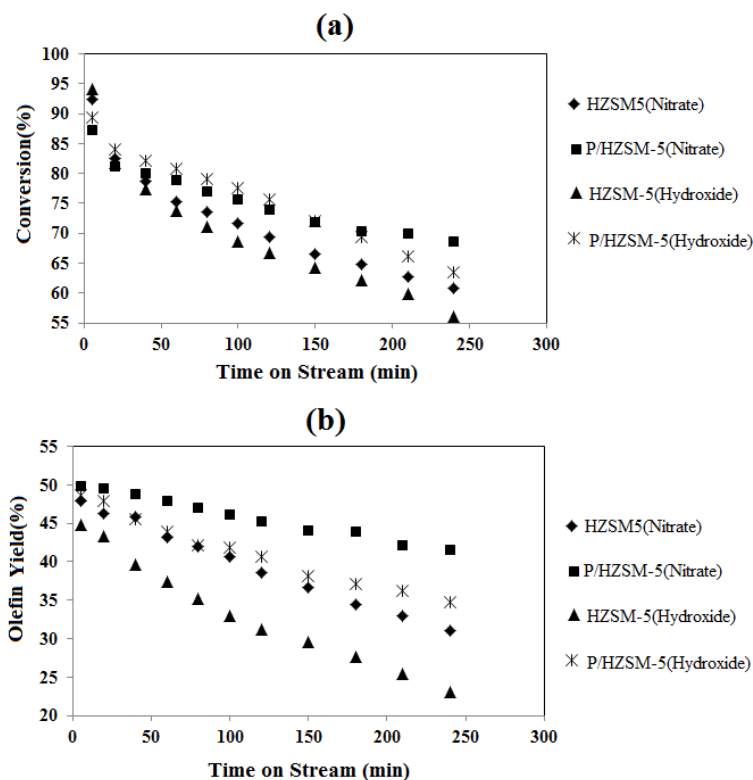 (a)
100
95
90
85
80
75
70
65
60
55
Conversion(%)
0 50 100 150 200 250 300
Time on Stream (min)
HZSM5(Nitrate)
P/HZSM-5(Nitrate)
HZSM-5(Hydroxide)
P/HZSM-5(Hydroxide)
(b)
55
50
45
40
35
30
25
20
Olefin Yield(%)
0 50 100 150 200 250 300
Time on Stream (min)
HZSM5(Nitrate)
P/HZSM-5(Nitrate)
HZSM-5(Hydroxide)
P/HZSM-5(Hydroxide)